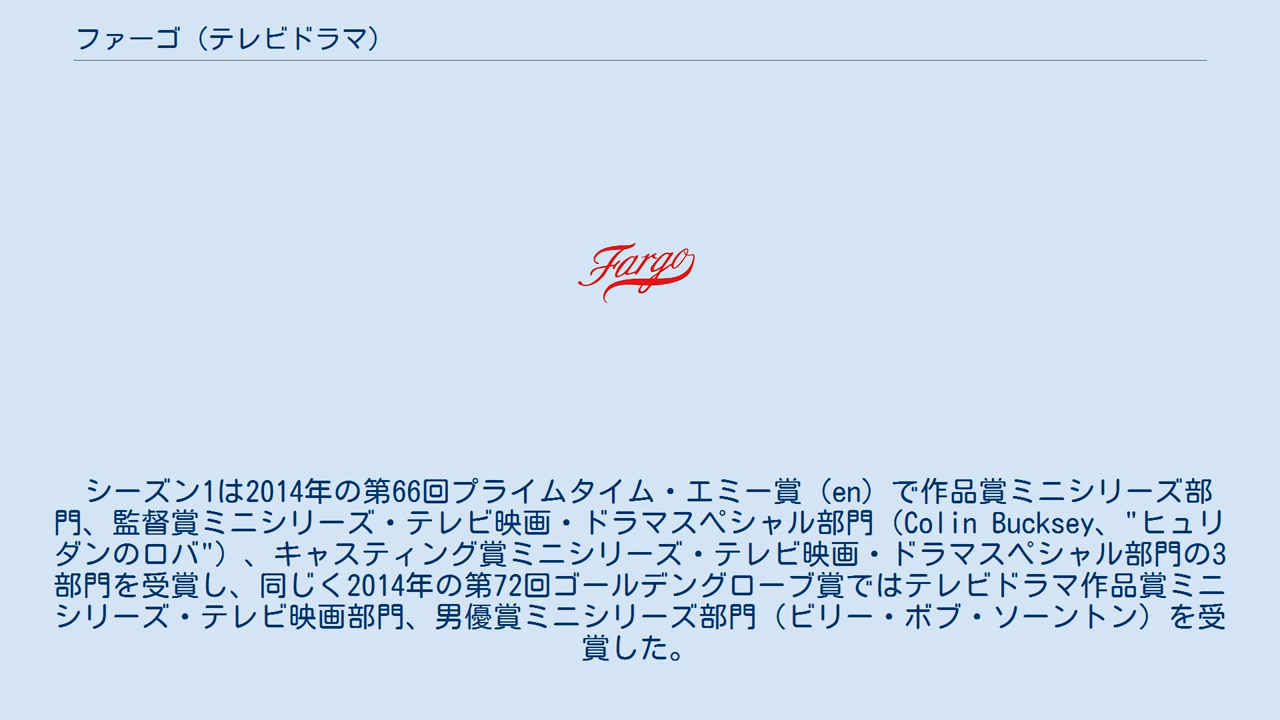 ファーゴ（テレビドラマ）
Fargo
シーズン1は2014年の第66回プライムタイム・エミー賞（en）で作品賞ミニシリーズ部
門、監督賞ミニシリーズ・テレビ映画・ドラマスペシャル部門（Colin Bucksey、"ヒュリ
ダンのロバ"）、キャスティング賞ミニシリーズ・テレビ映画・ドラマスペシャル部門の3
部門を受賞し、同じく2014年の第72回ゴールデングローブ賞ではテレビドラマ作品賞ミニ
シリーズ・テレビ映画部門、男優賞ミニシリーズ部門（ビリー・ボブ・ソーントン）を受
賞した。